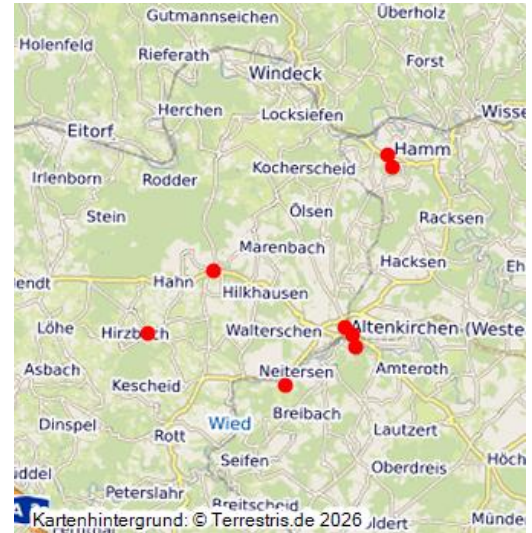 Gutmannseichen Überholz
Holenfeld Rieferath Forst
Windeck
Herchen Locksiefen Wisse
Eitorf Hamm
Irlenborn Rodder Kocherscheid
Stein Ölsen Racksen
Marenbach Hacksen Eh
endt Hahn Hilkhausen
Löhe Hirzbach Walterschen Altenkirchen (Weste
Asbach Kescheid Neitersen Amteroth
Dinspel Breibach
Rott Wied Lautzert
Seifen Oberdreis Höch
üddel Peterslahr
Breitscheid
Kartenhintergrund: © Terrestris.de 2026 oldert Münde